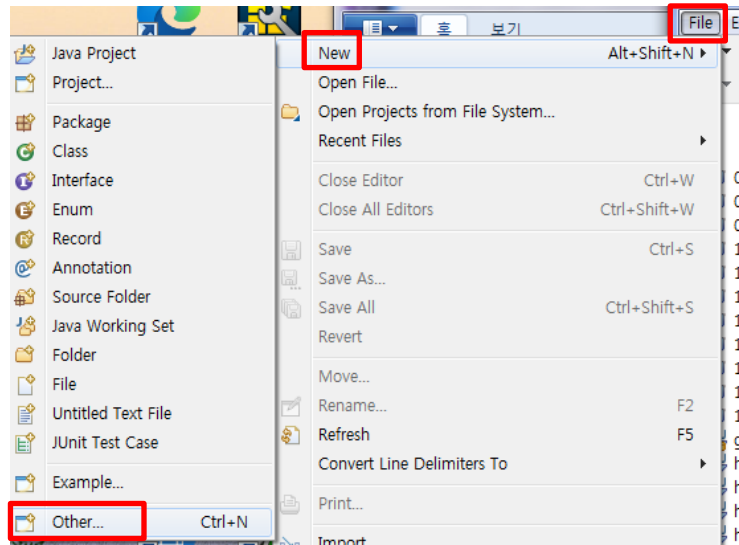 홈
보기
File
E
Java Project
Project...
Package
Class
Interface
Enum
Record
Annotation
Source Folder
Java Working Set
Folder
File
Untitled Text File
JUnit Test Case
Example...
Other... Ctrl+N
New Alt+Shift+N
Open File...
Open Projects from File System...
Recent Files
Close Editor Ctrl+W
Close All Editors Ctrl+Shift+W
Save Ctrl+S
Save As...
Save All Ctrl+Shift+S
Revert
Move...
Rename... F2
Refresh F5
Convert Line Delimiters To
Print...
Import